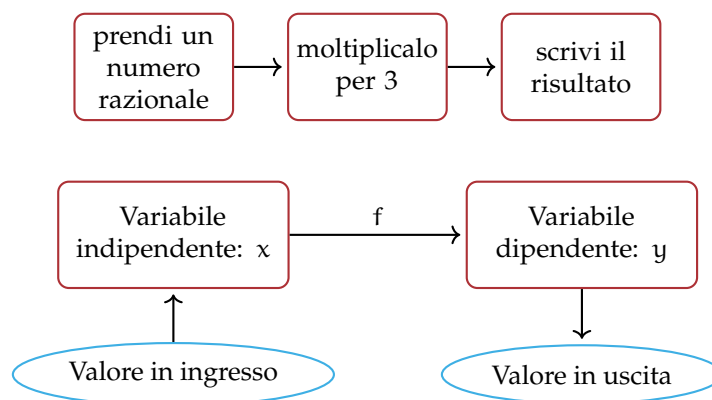 prendi un
numero
razionale
moltiplicalo
per 3
scrivi il
risultato
Variabile
indipendente: x
f
Variabile
dipendente: y
Valore in ingresso
Valore in uscita